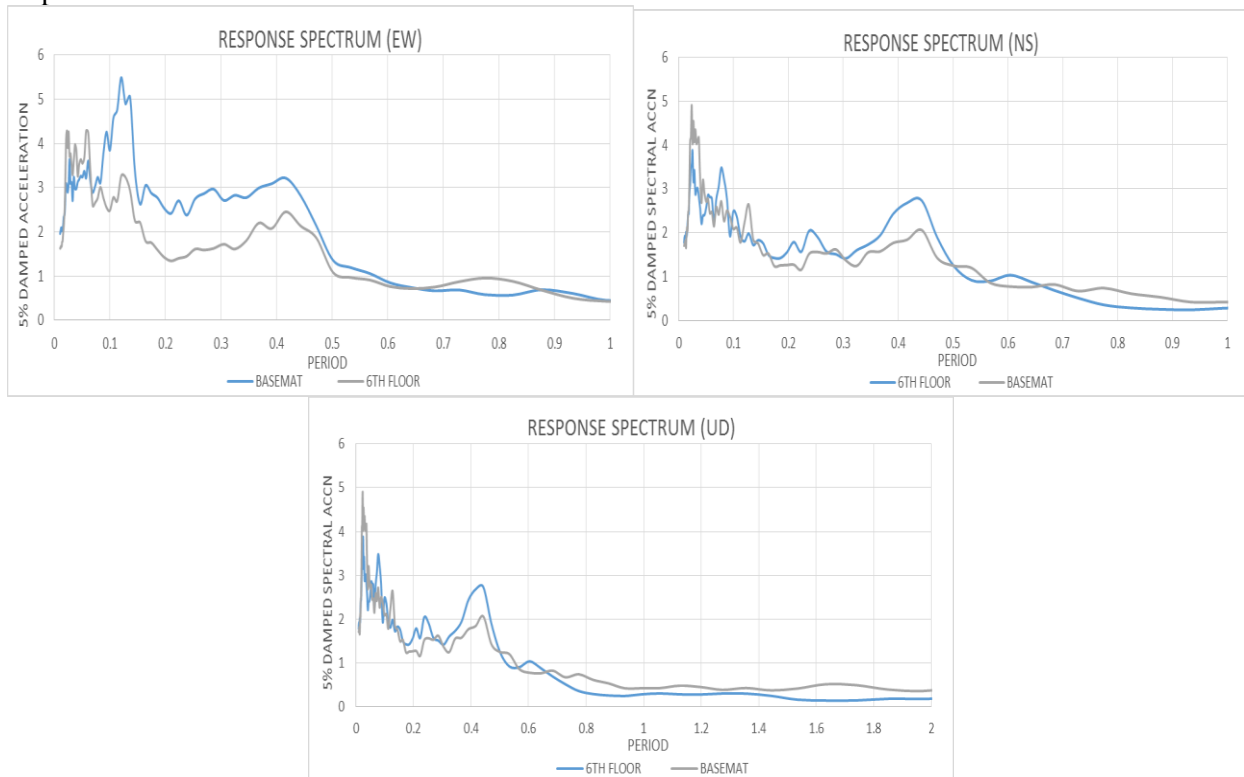 RESPONSE SPECTRUM (EW)
5% DAMPED ACCELERATION
6
5
4
3
2
1
0
0 0.1 0.2 0.3 0.4 0.5 0.6 0.7 0.8 0.9 1
PERIOD
BASEMAT 6TH FLOOR
RESPONSE SPECTRUM (NS)
5% DAMPED SPECTRAL ACCN
6
5
4
3
2
1
0
0 0.1 0.2 0.3 0.4 0.5 0.6 0.7 0.8 0.9 1
PERIOD
6TH FLOOR BASEMAT
RESPONSE SPECTRUM (UD)
5% DAMPED SPECTRAL ACCN
6
5
4
3
2
1
0
0 0.2 0.4 0.6 0.8 1 1.2 1.4 1.6 1.8 2
PERIOD
6TH FLOOR BASEMAT